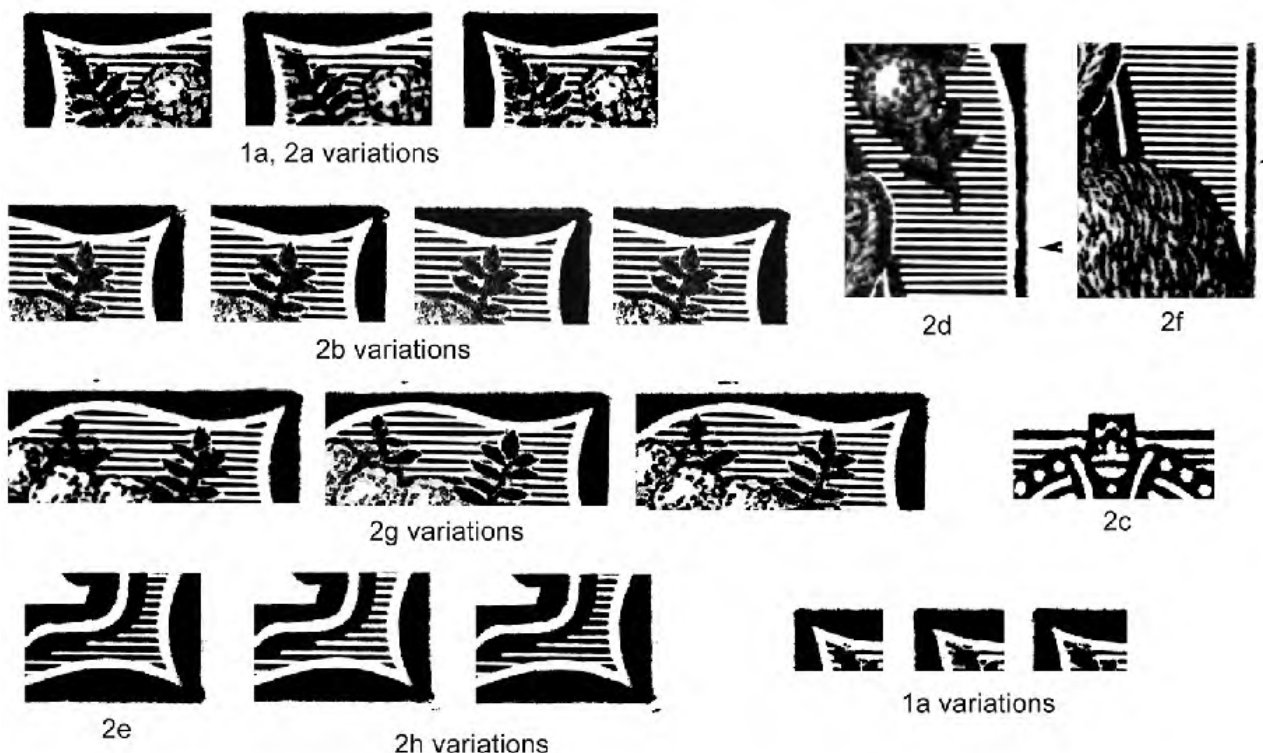 1a, 2a variations
2b variations
2d
2f
2g variations
2c
2e
2h variations
1a variations